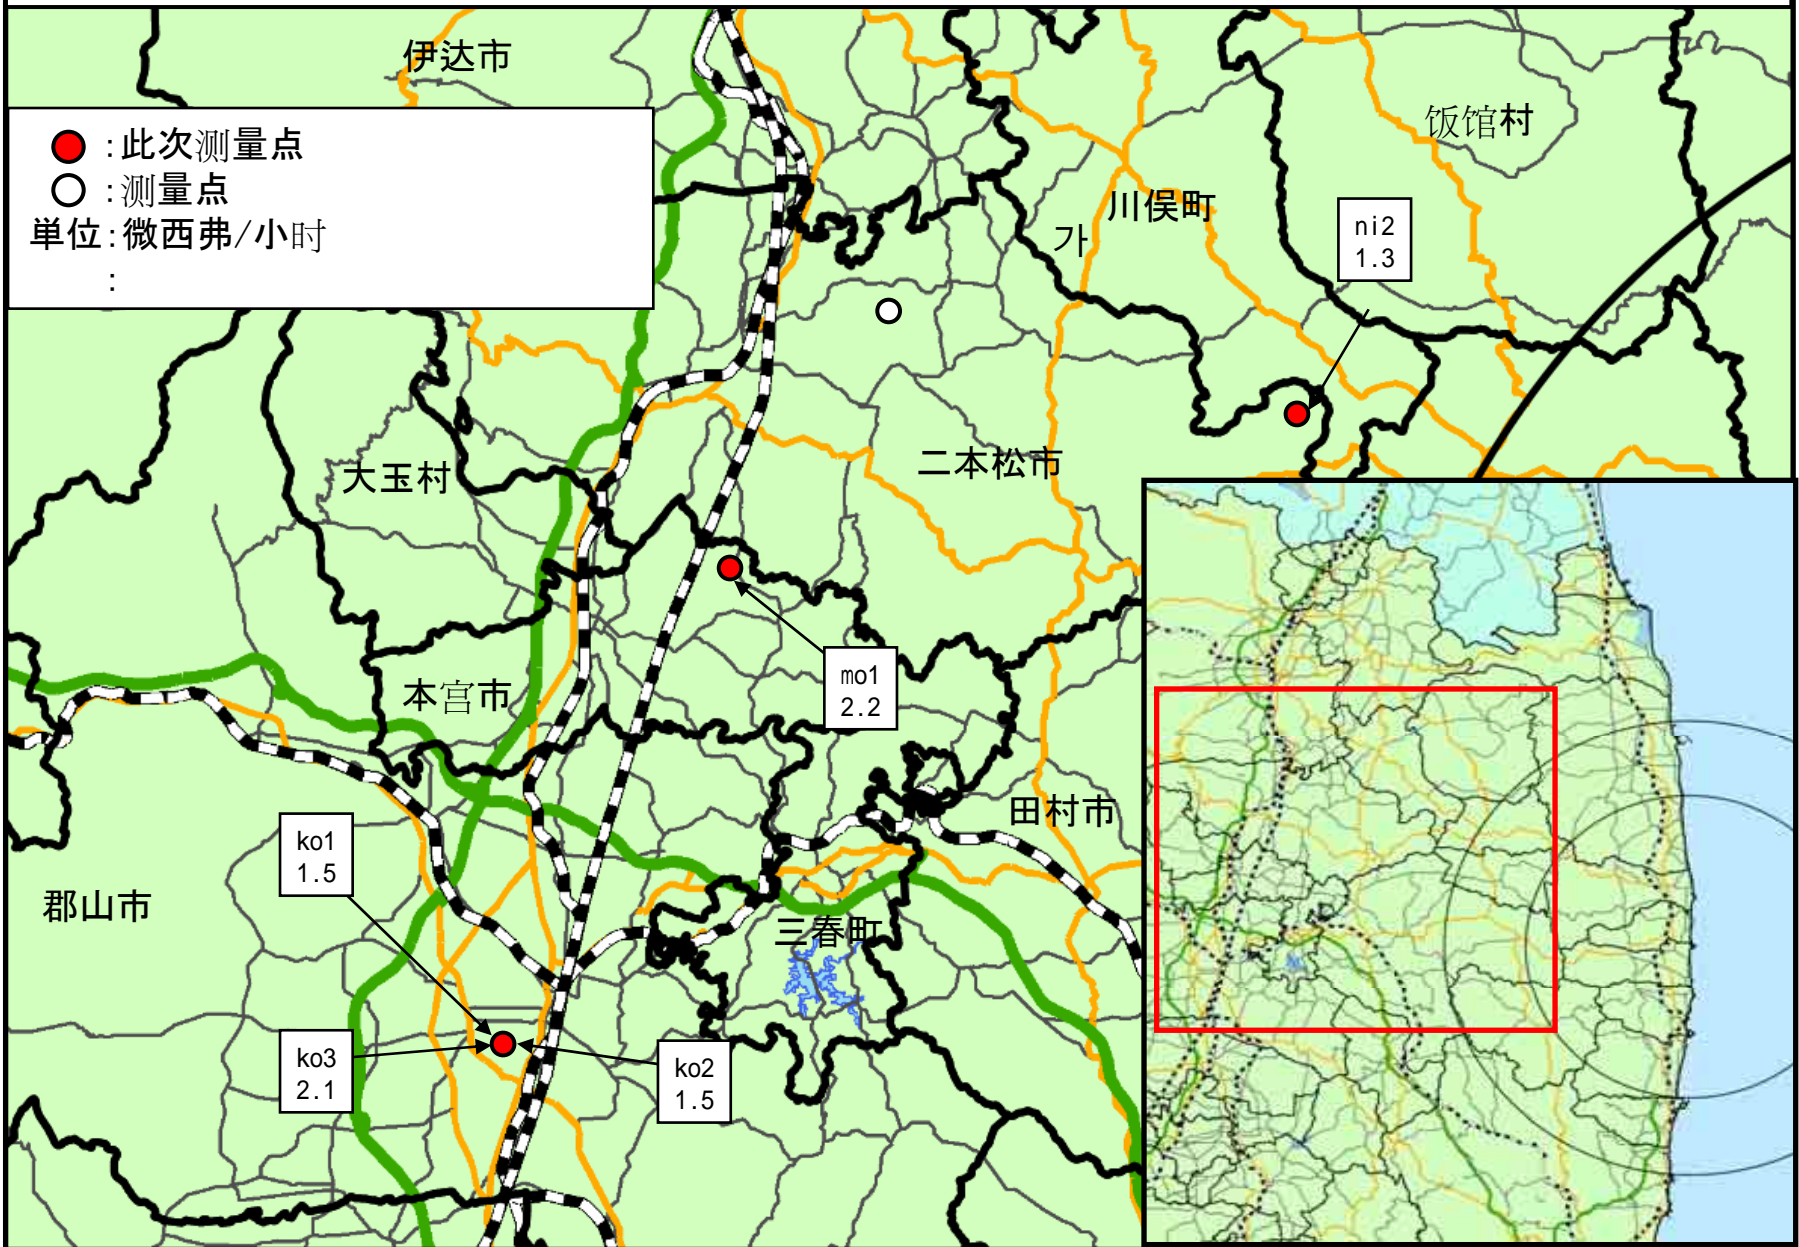 伊达市
●:此次测量点
○:测量点
単位:微西弗/小时
:
饭馆村
川俣町
가
ni2
1.3
大玉村
二本松市
本宫市
mo1
2.2
田村市
ko1
1.5
郡山市
三春町
ko3
2.1
ko2
1.5